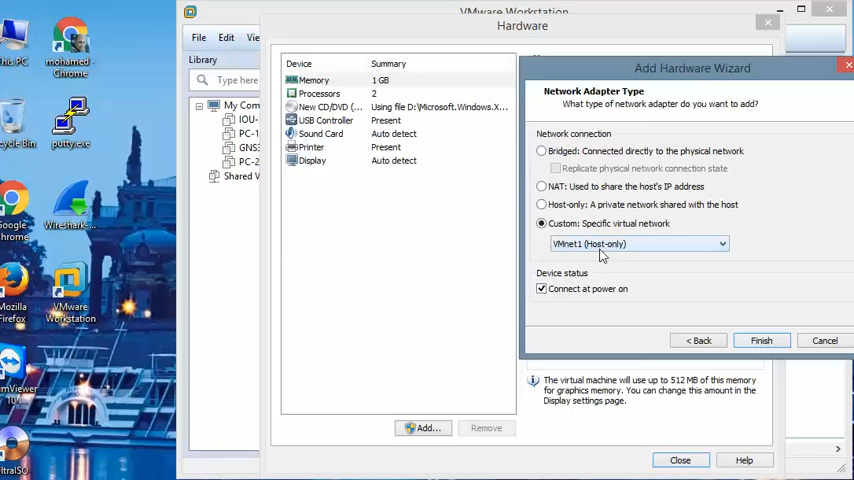 This PC
mohamed -
Chrome
Recycle Bin
putty.exe
Google
Chrome
Wireshark-...
Mozilla
Firefox
VMware
Workstation
TeamViewer
10
UltraISO
VMware Workstation
File Edit
Library
Type here
My Com
IOU-
PC-1
GNS3
PC-2
Shared V
Hardware
Device Summary
Memory 1 GB
Processors 2
New CD/DVD (... Using file D:\Microsoft.Windows.X...
USB Controller Present
Sound Card Auto detect
Printer Present
Display Auto detect
Add... Remove
The virtual machine will use up to 512 MB of this memory
for graphics memory. You can change this amount in the
Display settings page.
Close Help
Add Hardware Wizard
Network Adapter Type
What type of network adapter do you want to add?
Network connection
Bridged: Connected directly to the physical network
Replicate physical network connection state
NAT: Used to share the host's IP address
Host-only: A private network shared with the host
Custom: Specific virtual network
VMnet1 (Host-only)
Device status
Connect at power on
< Back Finish Cancel